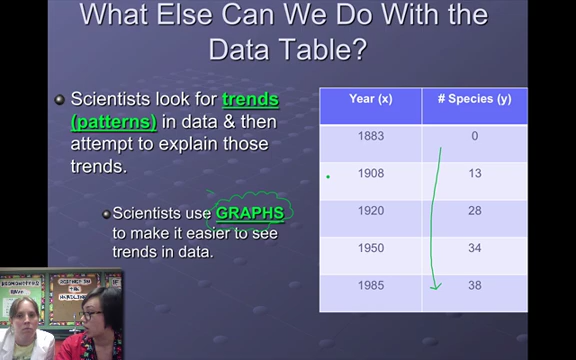 What Else Can We Do With the
Data Table?
Scientists look for trends
(patterns) in data & then
attempt to explain those
trends.
Scientists use GRAPHS
to make it easier to see
trends in data.
Year (x) # Species (y)
1883 0
1908 13
1920 28
1950 34
1985 38